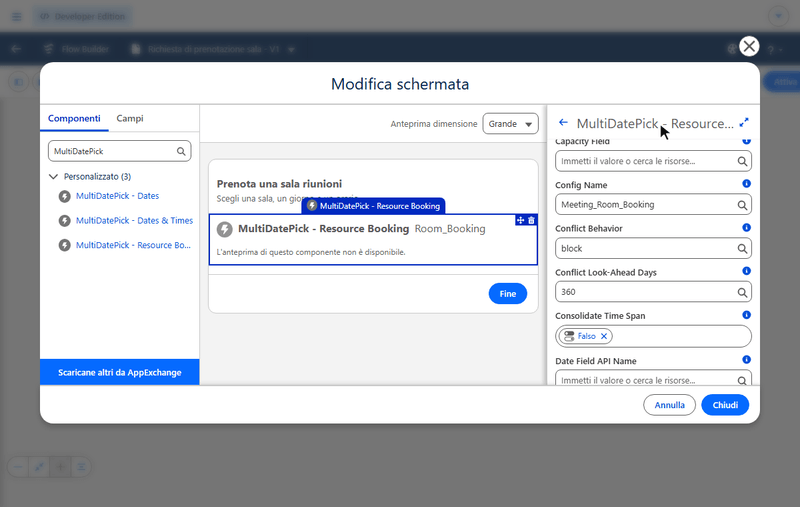 Developer Edition
Flow Builder
Richiesta di prenotazione sala - V1
Modifica schermata
Componenti
Campi
MultiDatePick
Personalizzato (3)
MultiDatePick - Dates
MultiDatePick - Dates & Times
MultiDatePick - Resource Bo...
Scaricane altri da AppExchange
Anteprima dimensione
Grande
Prenota una sala riunioni
Scegli una sala, un
MultiDatePick - Resource Booking
MultiDatePick - Resource Booking Room_Booking
L'anteprima di questo componente non è disponibile.
Fine
MultiDatePick - Resource...
Capacity Field
Immetti il valore o cerca le risorse...
Config Name
Meeting_Room_Booking
Conflict Behavior
block
Conflict Look-Ahead Days
360
Consolidate Time Span
Falso
Date Field API Name
Immetti il valore o cerca le risorse...
Annulla
Chiudi